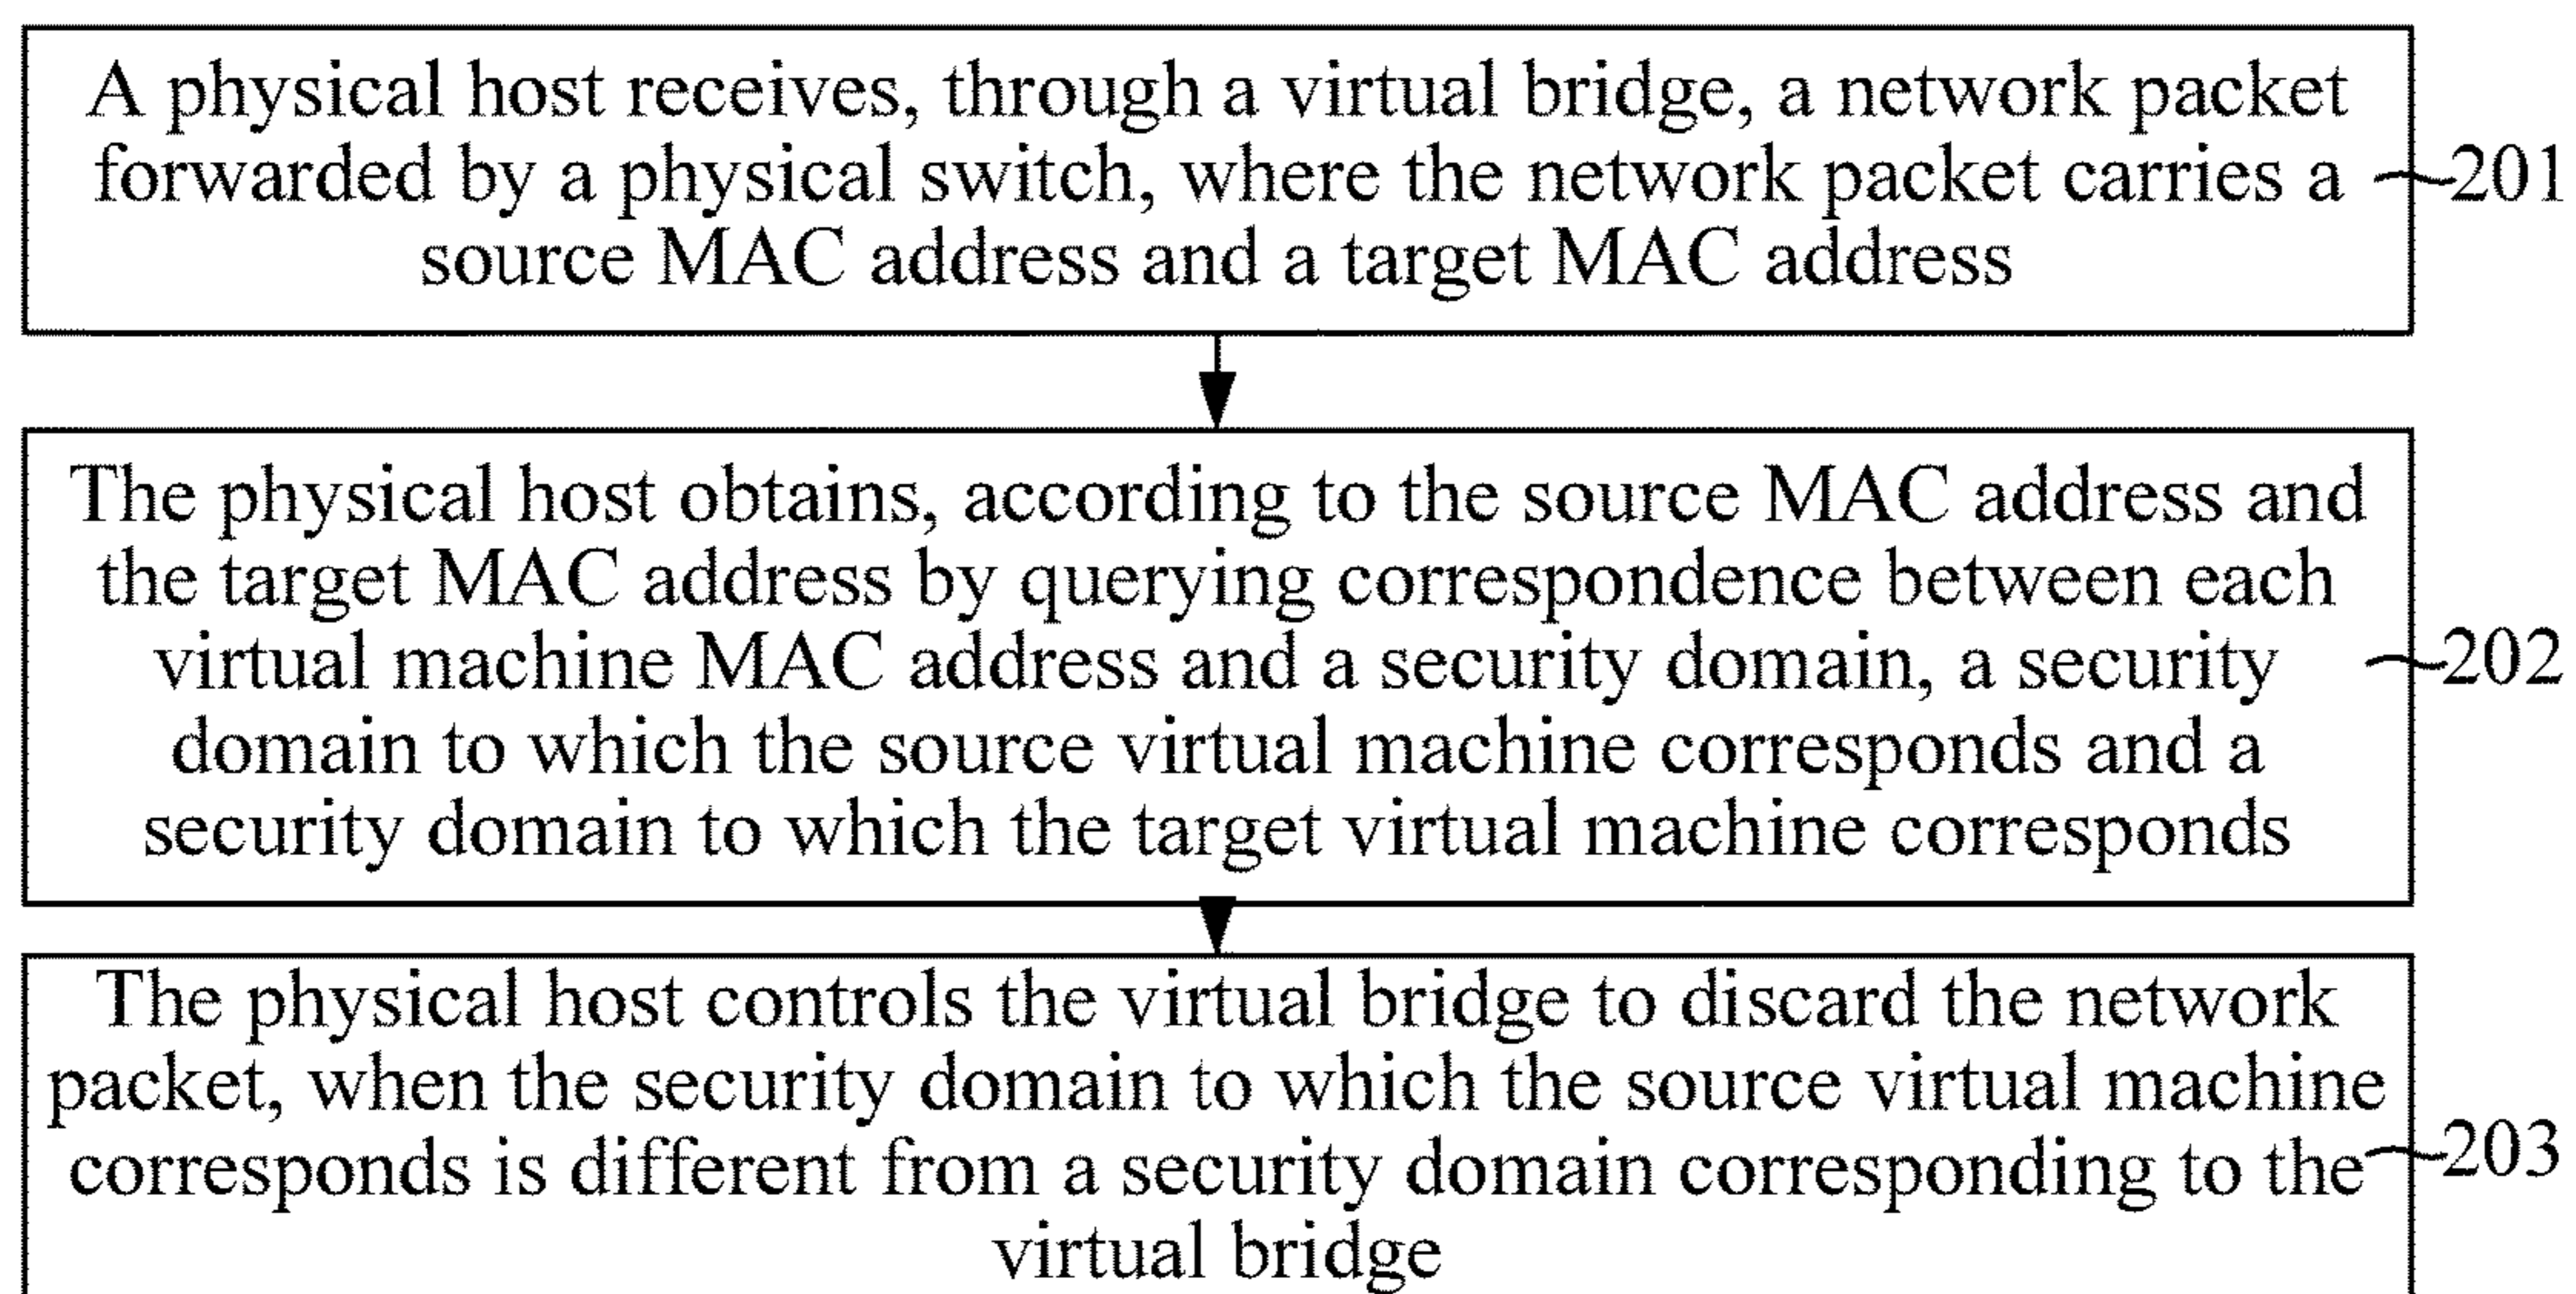 A physical host receives, through a virtual bridge, a network packet
forwarded by a physical switch, where the network packet carries a
source MAC address and a target MAC address
201
The physical host obtains, according to the source MAC address and
the target MAC address by querying correspondence between each
virtual machine MAC address and a security domain, a security
domain to which the source virtual machine corresponds and a
security domain to which the target virtual machine corresponds
202
The physical host controls the virtual bridge to discard the network
packet, when the security domain to which the source virtual machine
corresponds is different from a security domain corresponding to the
virtual bridge
203